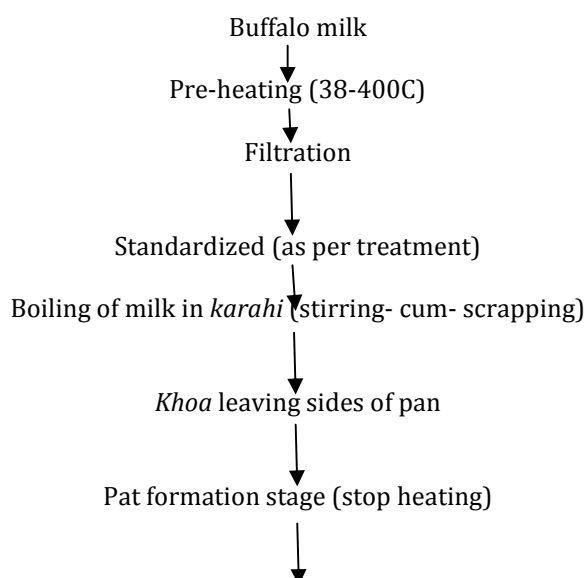 Buffalo milk
Pre-heating (38-400C)
Filtration
Standardized (as per treatment)
Boiling of milk in karahi (stirring- cum- scrapping)
Khoa leaving sides of pan
Pat formation stage (stop heating)